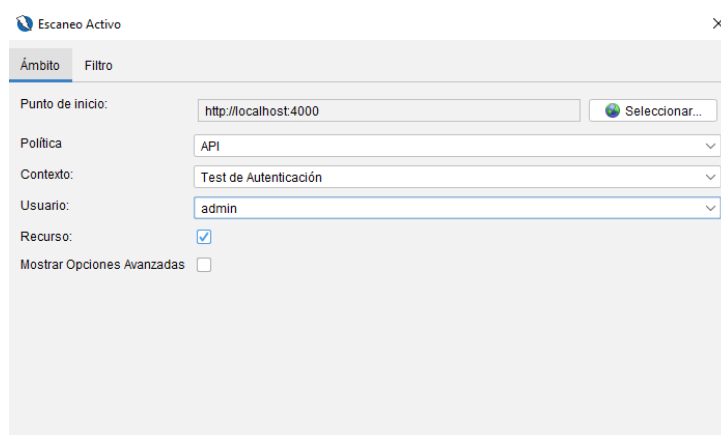 Escaneo Activo
Ámbito Filtro
Punto de inicio: http://localhost:4000 Seleccionar...
Política API
Contexto: Test de Autenticación
Usuario: admin
Recurso:
Mostrar Opciones Avanzadas